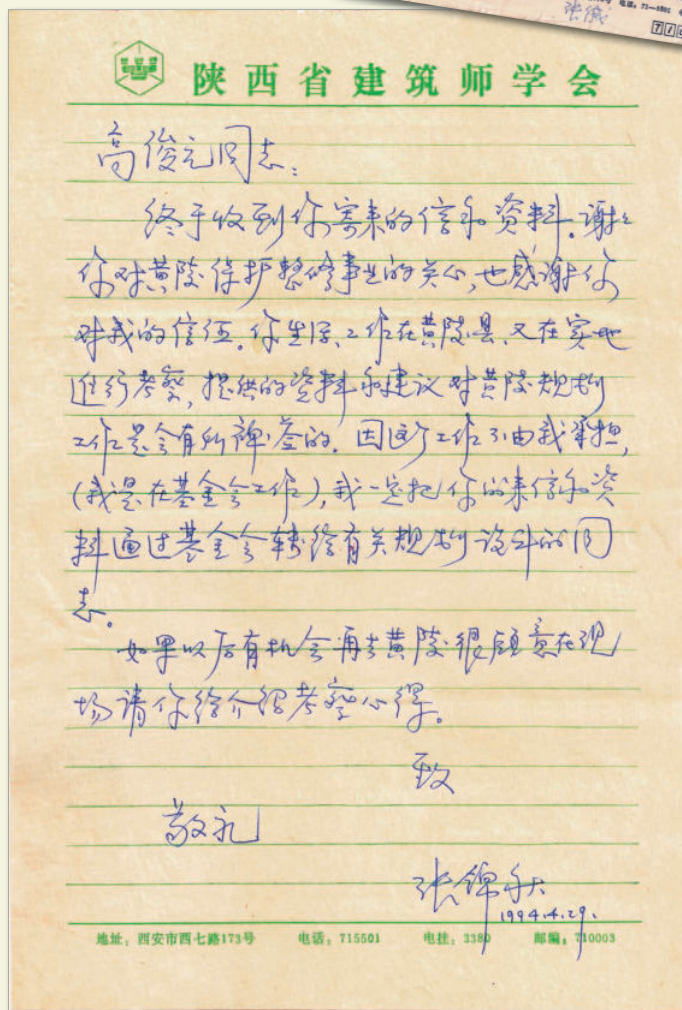 张
710
陕西省建筑师学会
高俊元同志：
终于收到你寄来的信和资料。谢谢
你对黄陵保护整修事业的关心，也感谢你
对我的信任。你生活、工作在黄陵县、又在实地
进行考察，提供的资料和建议对黄陵规划
工作是会有所裨益的．因这个工作不由我承担，
(我是在基金会工作)，我一定把你的来信和资
料通过基金会转给有关规划设计的同
志。
如果以后有机会再去黄陵很愿意在现
场请你给介绍考察心得。
致
敬礼
张锦秋
1994.4.29.
地址：西安市西七路173号 电话：715501 电挂：3380 邮编：710003